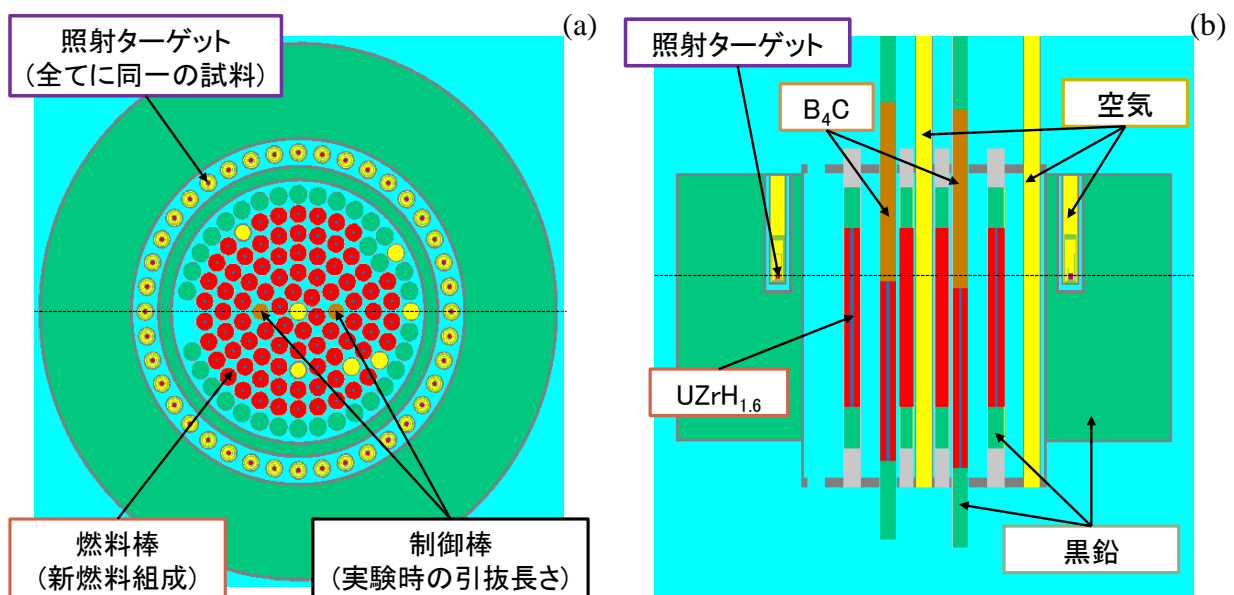 照射ターゲット
(全てに同一の試料)
(a)
燃料棒
(新燃料組成)
制御棒
(実験時の引抜長さ)
照射ターゲット
(b)
B4C
空気
UZrH1.6
黒鉛